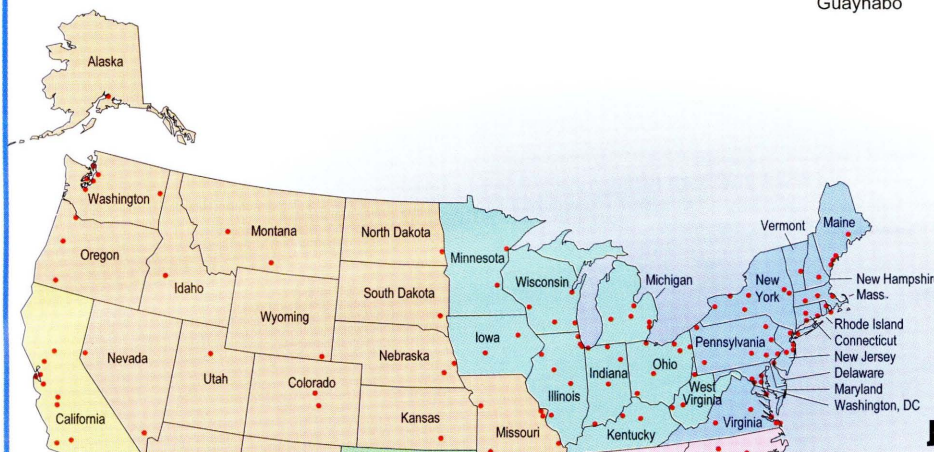 Guaynabo
Alaska
Washington
Montana
North Dakota
Minnesota
Vermont
Maine
Oregon
Idaho
Wisconsin
Michigan
New
York
New Hampshir
Mass.
South Dakota
Wyoming
Rhode Island
Iowa
Pennsylvania
Connecticut
Nevada
Nebraska
Ohio
New Jersey
Utah
Colorado
Indiana
Delaware
Illinois
West
Virginia
Maryland
California
Kansas
Washington, DC
Missouri
Kentucky
Virginia